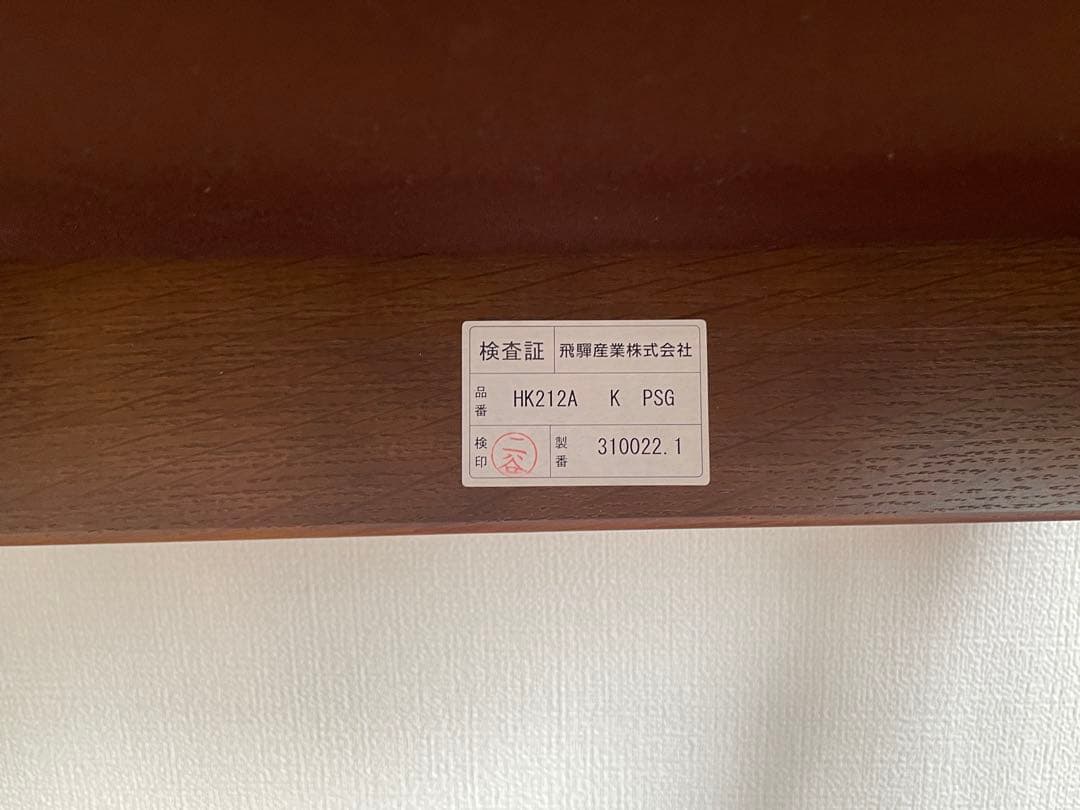 検査証 飛騨産業株式会社
品番 HK212A K PSG
検印 二谷 製番 310022.1